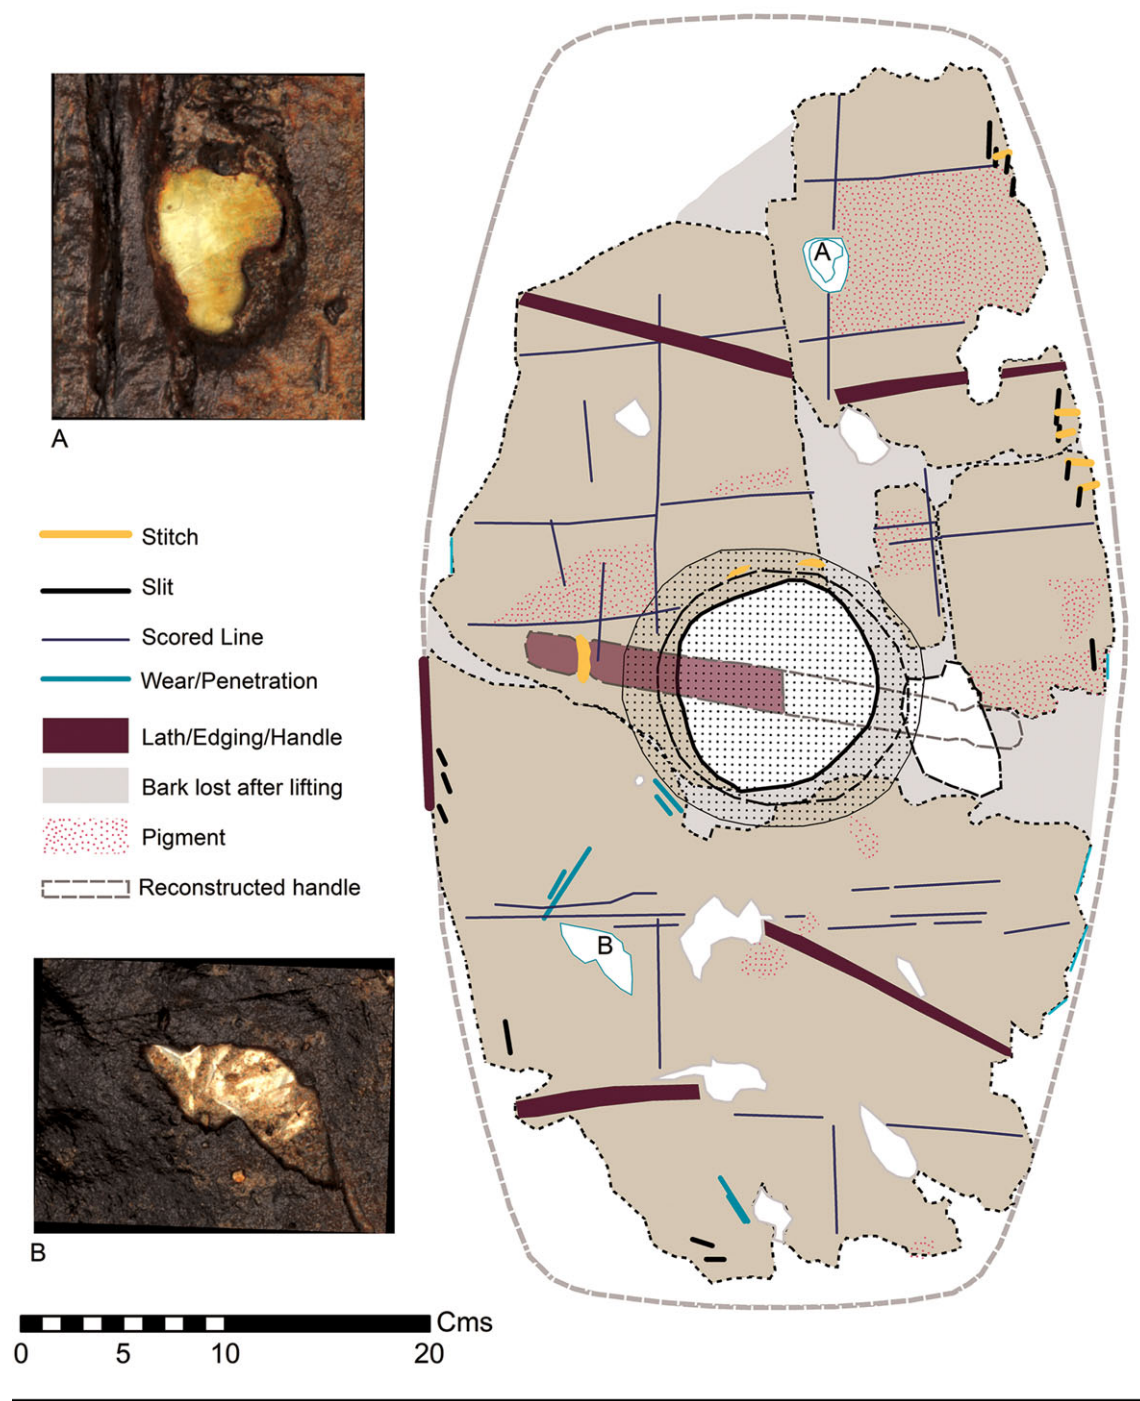 A
A
Stitch
Slit
Scored Line
Wear/Penetration
Lath/Edging/Handle
Bark lost after lifting
Pigment
Reconstructed handle
B
B
Cms
0 5 10 20